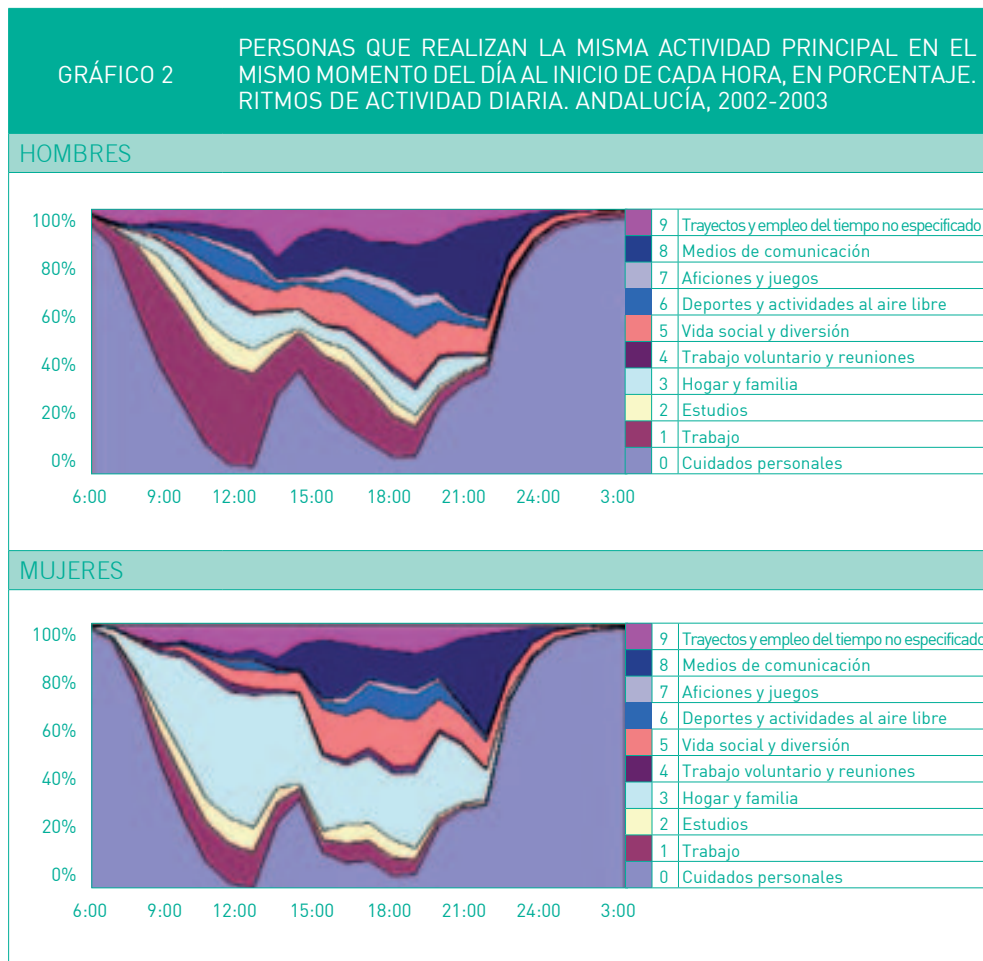 GRÁFICO 2
PERSONAS QUE REALIZAN LA MISMA ACTIVIDAD PRINCIPAL EN EL
MISMO MOMENTO DEL DÍA AL INICIO DE CADA HORA, EN PORCENTAJE.
RITMOS DE ACTIVIDAD DIARIA. ANDALUCÍA, 2002-2003
HOMBRES
100%
80%
60%
40%
20%
0%
6:00 9:00 12:00 15:00 18:00 21:00 24:00 3:00
9 Trayectos y empleo del tiempo no especificado
8 Medios de comunicación
7 Aficiones y juegos
6 Deportes y actividades al aire libre
5 Vida social y diversión
4 Trabajo voluntario y reuniones
3 Hogar y familia
2 Estudios
1 Trabajo
0 Cuidados personales
MUJERES
100%
80%
60%
40%
20%
0%
6:00 9:00 12:00 15:00 18:00 21:00 24:00 3:00
9 Trayectos y empleo del tiempo no especificado
8 Medios de comunicación
7 Aficiones y juegos
6 Deportes y actividades al aire libre
5 Vida social y diversión
4 Trabajo voluntario y reuniones
3 Hogar y familia
2 Estudios
1 Trabajo
0 Cuidados personales